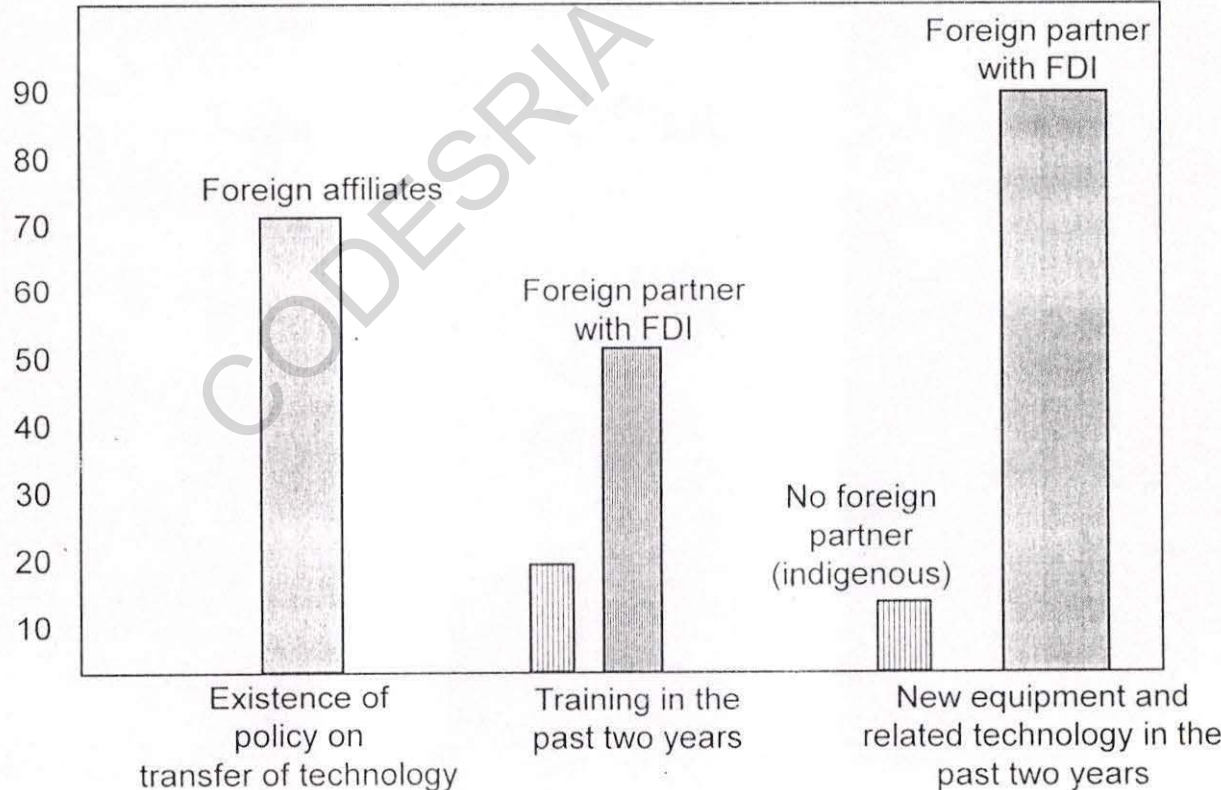 Foreign partner
with FDI
90
80
Foreign affiliates
70
60
Foreign partner
with FDI
50
40
30
No foreign
partner
(indigenous)
20
10
Existence of
policy on
transfer of technology
Training in the
past two years
New equipment and
related technology in the
past two years
CODESRIA